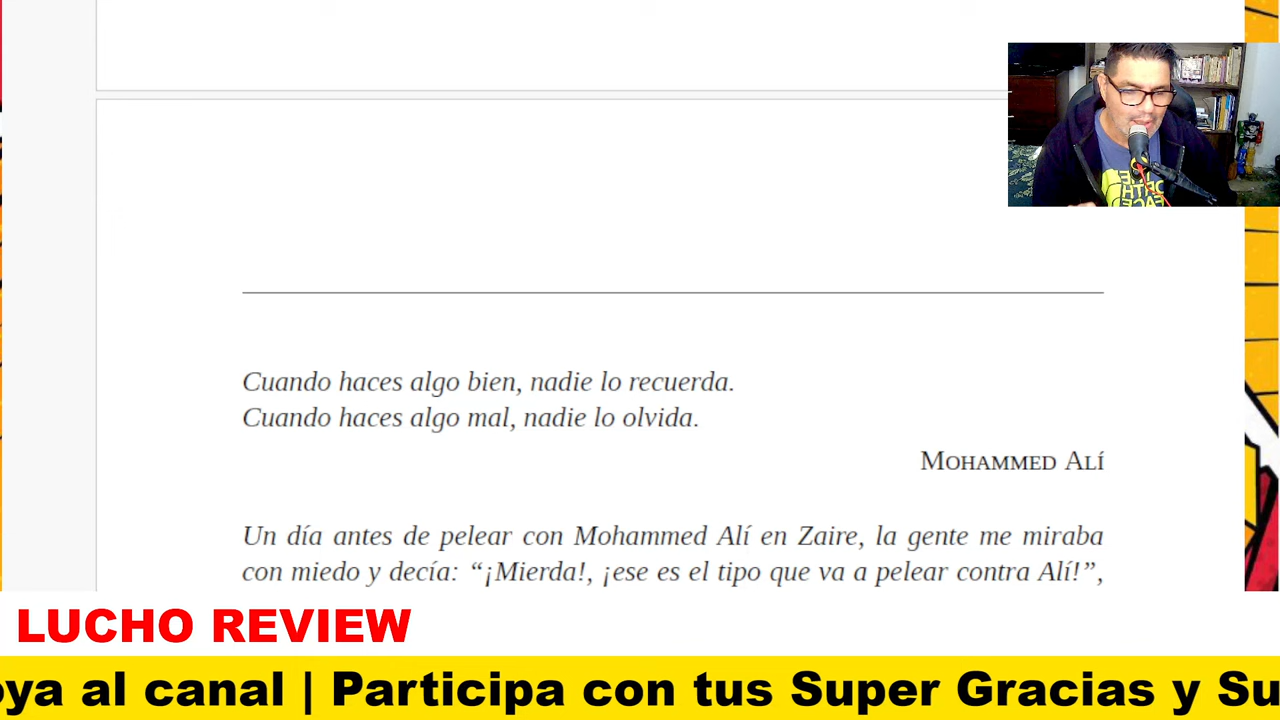 Cuando haces algo bien, nadie lo recuerda.
Cuando haces algo mal, nadie lo olvida.
MOHAMMED ALÍ
Un día antes de pelear con Mohammed Alí en Zaire, la gente me miraba
con miedo y decía: “¡Mierda!, ¡ese es el tipo que va a pelear contra Alí!”,
LUCHO REVIEW
oya al canal | Participa con tus Super Gracias y Su